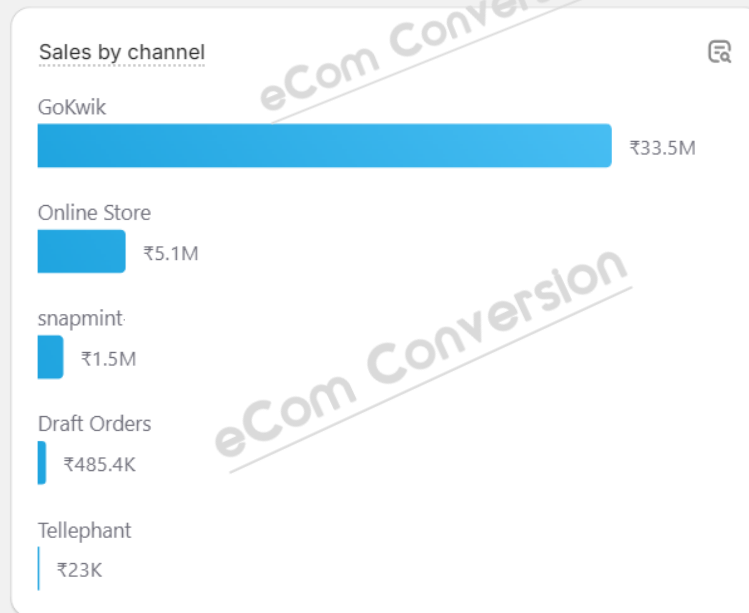 eCom Conversion
Sales by channel
GoKwik
₹33.5M
Online Store
₹5.1M
snapmint
₹1.5M
eCom Conversion
Draft Orders
₹485.4K
Tellephant
₹23K